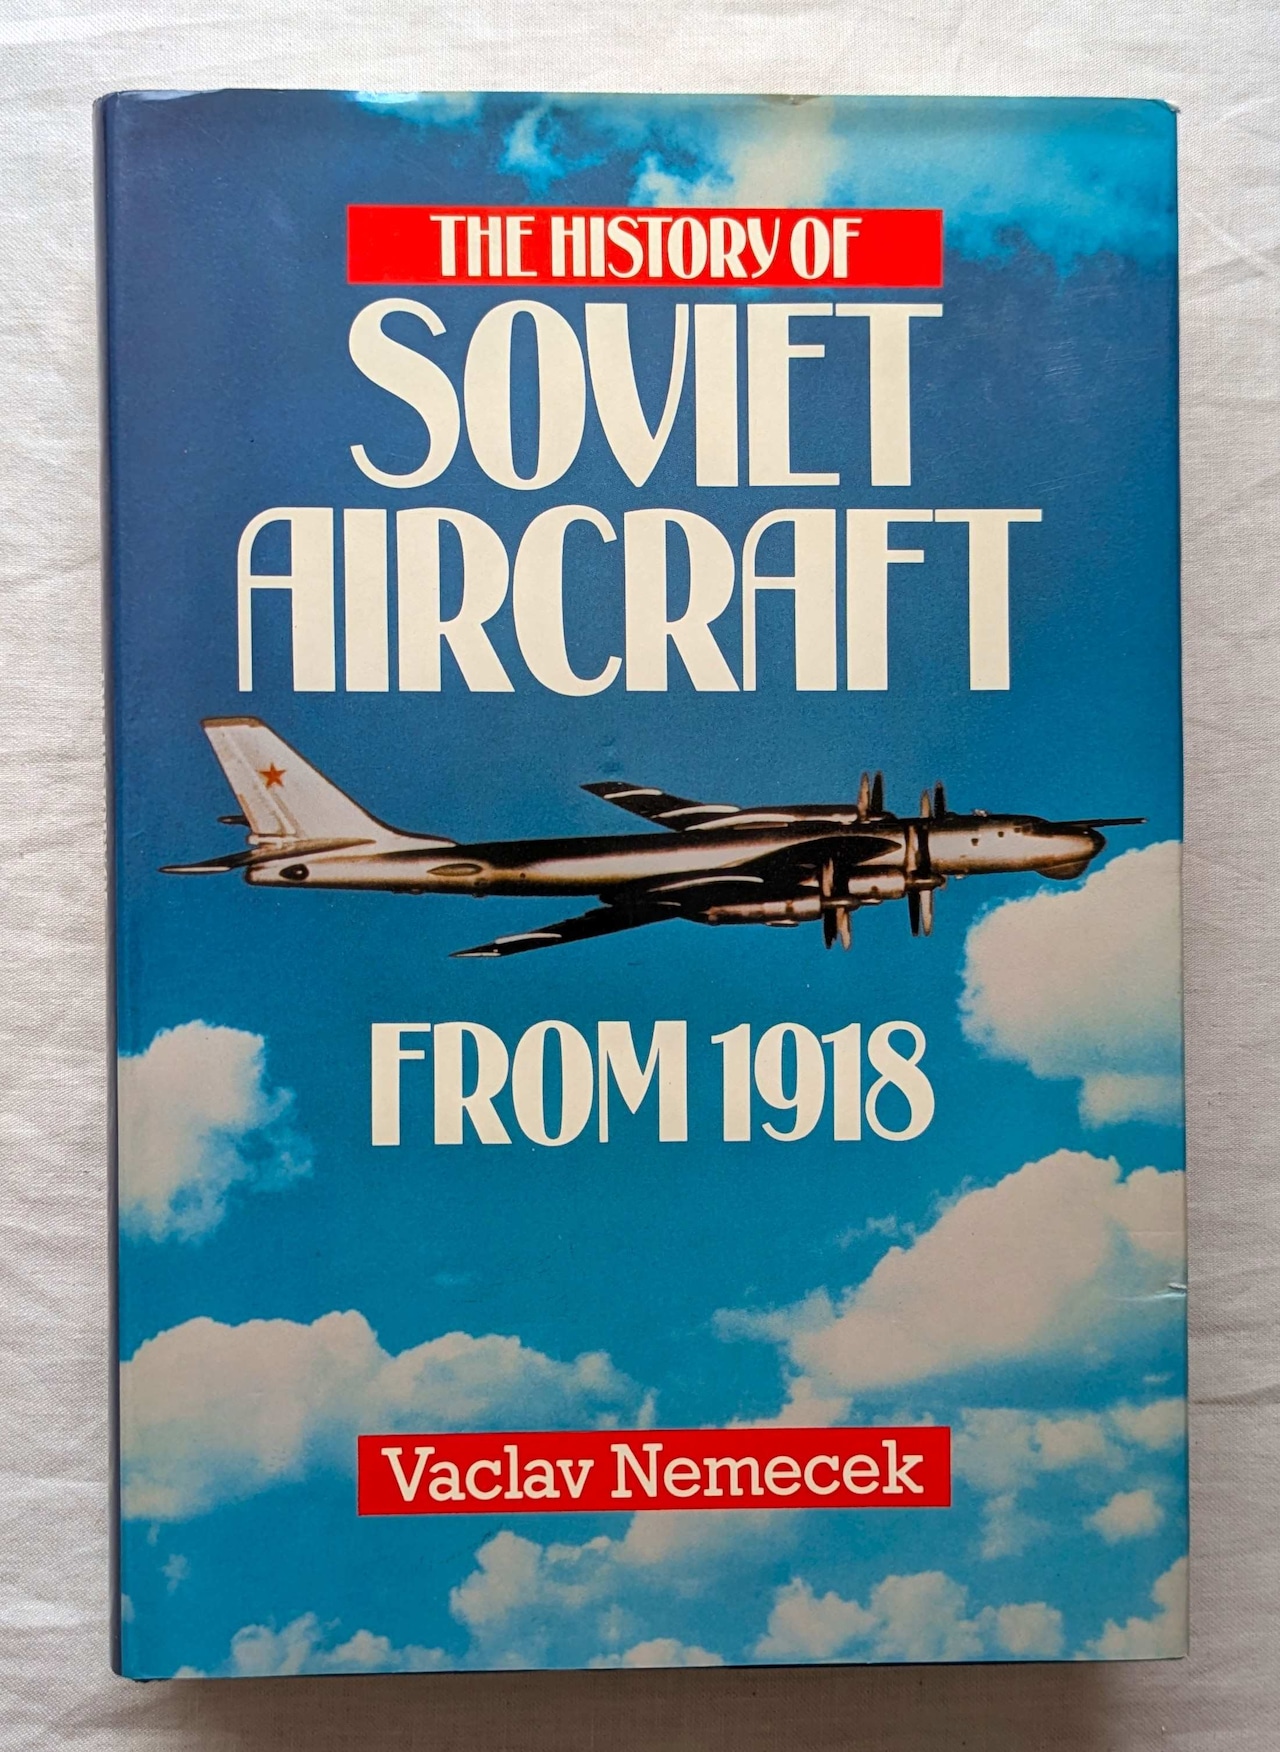 THE HISTORY OF
SOVIET
AIRCRAFT
FROM 1918
Vaclav Nemecek